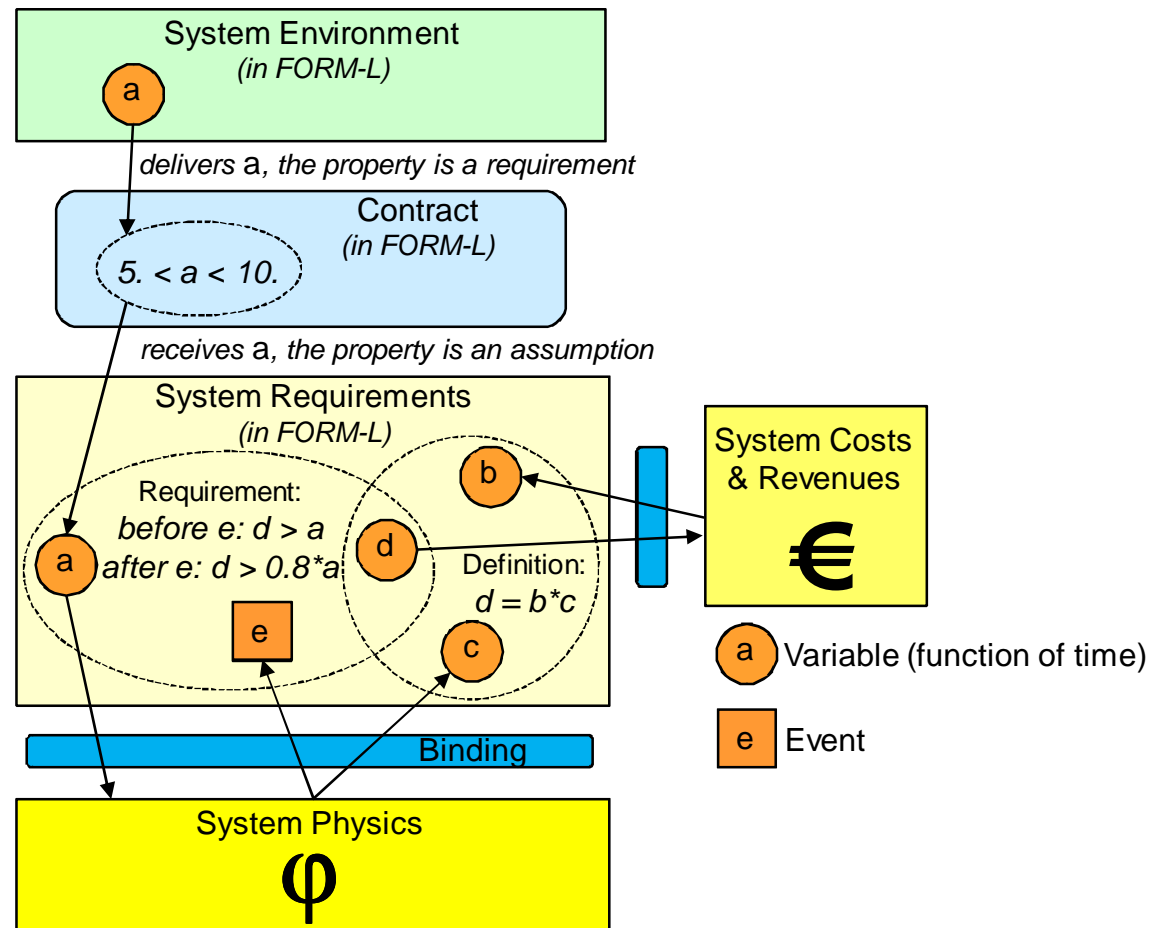 System Environment
(in FORM-L)
a
delivers a, the property is a requirement
Contract
(in FORM-L)
5. < a < 10.
receives a, the property is an assumption
System Requirements
(in FORM-L)
Requirement:
before e: d > a
after e: d > 0.8*a
a
e
d
b
Definition:
d = b*c
c
System Costs
& Revenues
€
a Variable (function of time)
e Event
Binding
System Physics
φ